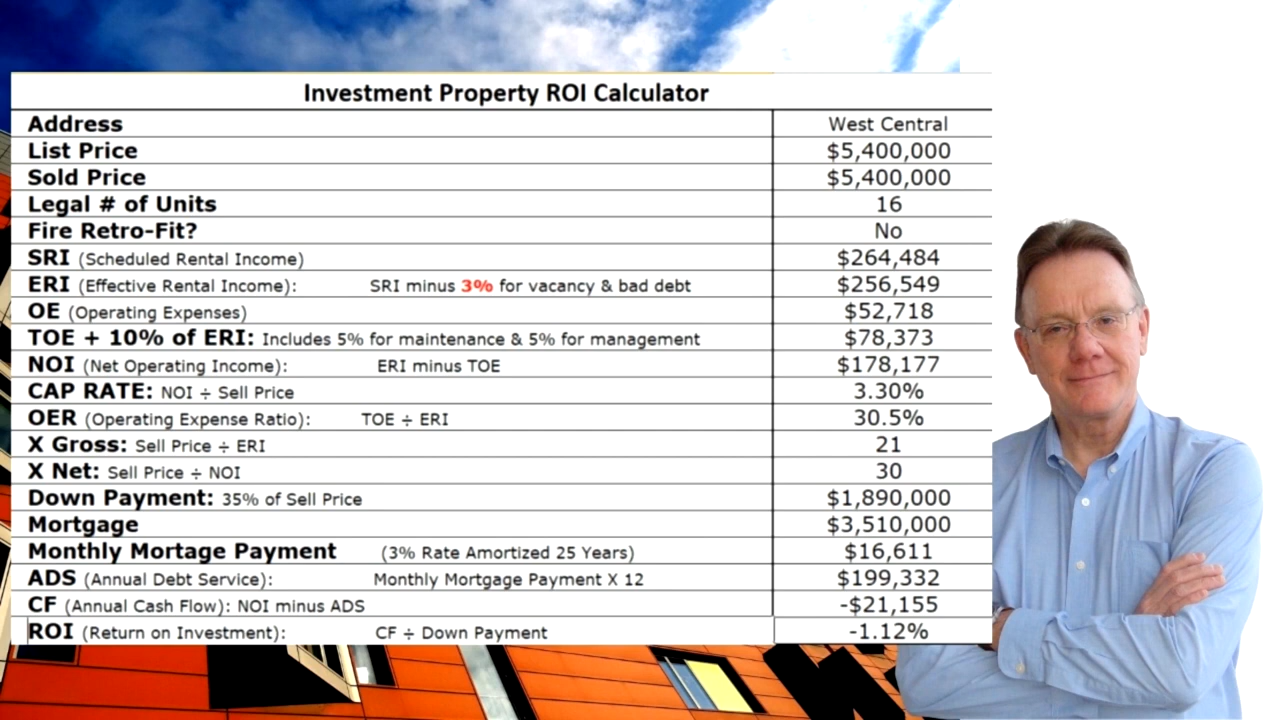 Investment Property ROI Calculator
Address West Central
List Price $5,400,000
Sold Price $5,400,000
Legal # of Units 16
Fire Retro-Fit? No
SRI (Scheduled Rental Income) $264,484
ERI (Effective Rental Income): SRI minus 3% for vacancy & bad debt $256,549
OE (Operating Expenses) $52,718
TOE + 10% of ERI: Includes 5% for maintenance & 5% for management $78,373
NOI (Net Operating Income): ERI minus TOE $178,177
CAP RATE: NOI ÷ Sell Price 3.30%
OER (Operating Expense Ratio): TOE ÷ ERI 30.5%
X Gross: Sell Price ÷ ERI 21
X Net: Sell Price ÷ NOI 30
Down Payment: 35% of Sell Price $1,890,000
Mortgage $3,510,000
Monthly Mortage Payment (3% Rate Amortized 25 Years) $16,611
ADS (Annual Debt Service): Monthly Mortgage Payment X 12 $199,332
CF (Annual Cash Flow): NOI minus ADS -$21,155
ROI (Return on Investment): CF ÷ Down Payment -1.12%